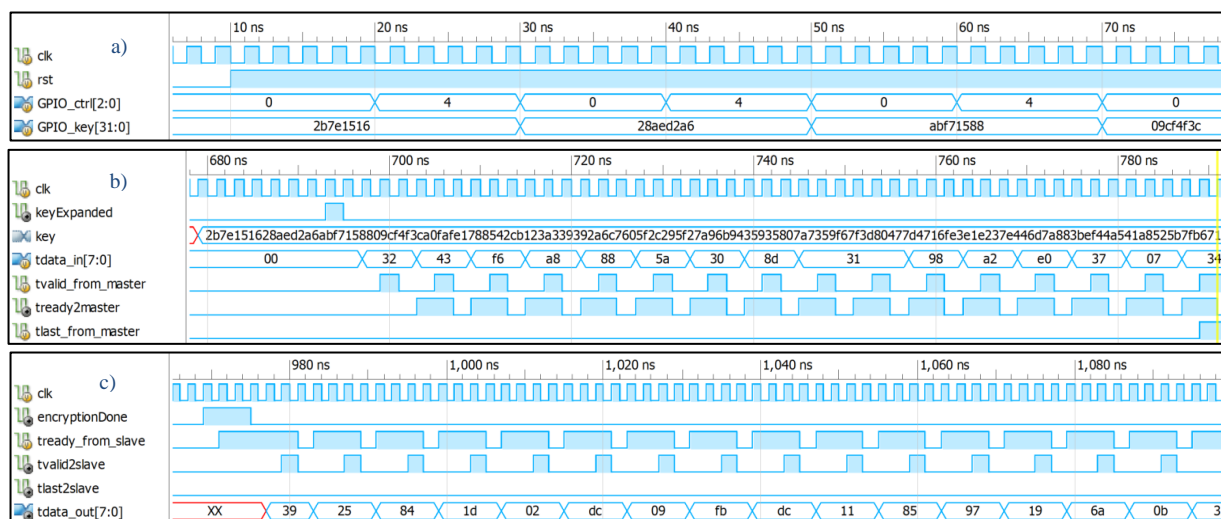 a)
10 ns 20 ns 30 ns 40 ns 50 ns 60 ns 70 ns
clk
rst
GPIO_ctrl[2:0] 0 4 0 4 0 4 0
GPIO_key[31:0] 2b7e1516 28aed2a6 abf71588 09cf4f3c
b)
680 ns 700 ns 720 ns 740 ns 760 ns 780 ns
clk
keyExpanded
key 2b7e151628aed2a6abf7158809cf4f3ca0fafe1788542cb123a339392a6c7605f2c295f27a96b9435935807a7359f67f3d80477d4716fe3e1e237e446d7a883bef44a541a8525b7fb671
tdata_in[7:0] 00 32 43 f6 a8 88 5a 30 8d 31 98 a2 e0 37 07 34
tvalid_from_master
tready2master
tlast_from_master
c)
980 ns 1,000 ns 1,020 ns 1,040 ns 1,060 ns 1,080 ns
clk
encryptionDone
tready_from_slave
tvalid2slave
tlast2slave
tdata_out[7:0] XX 39 25 84 1d 02 dc 09 fb dc 11 85 97 19 6a 0b 3